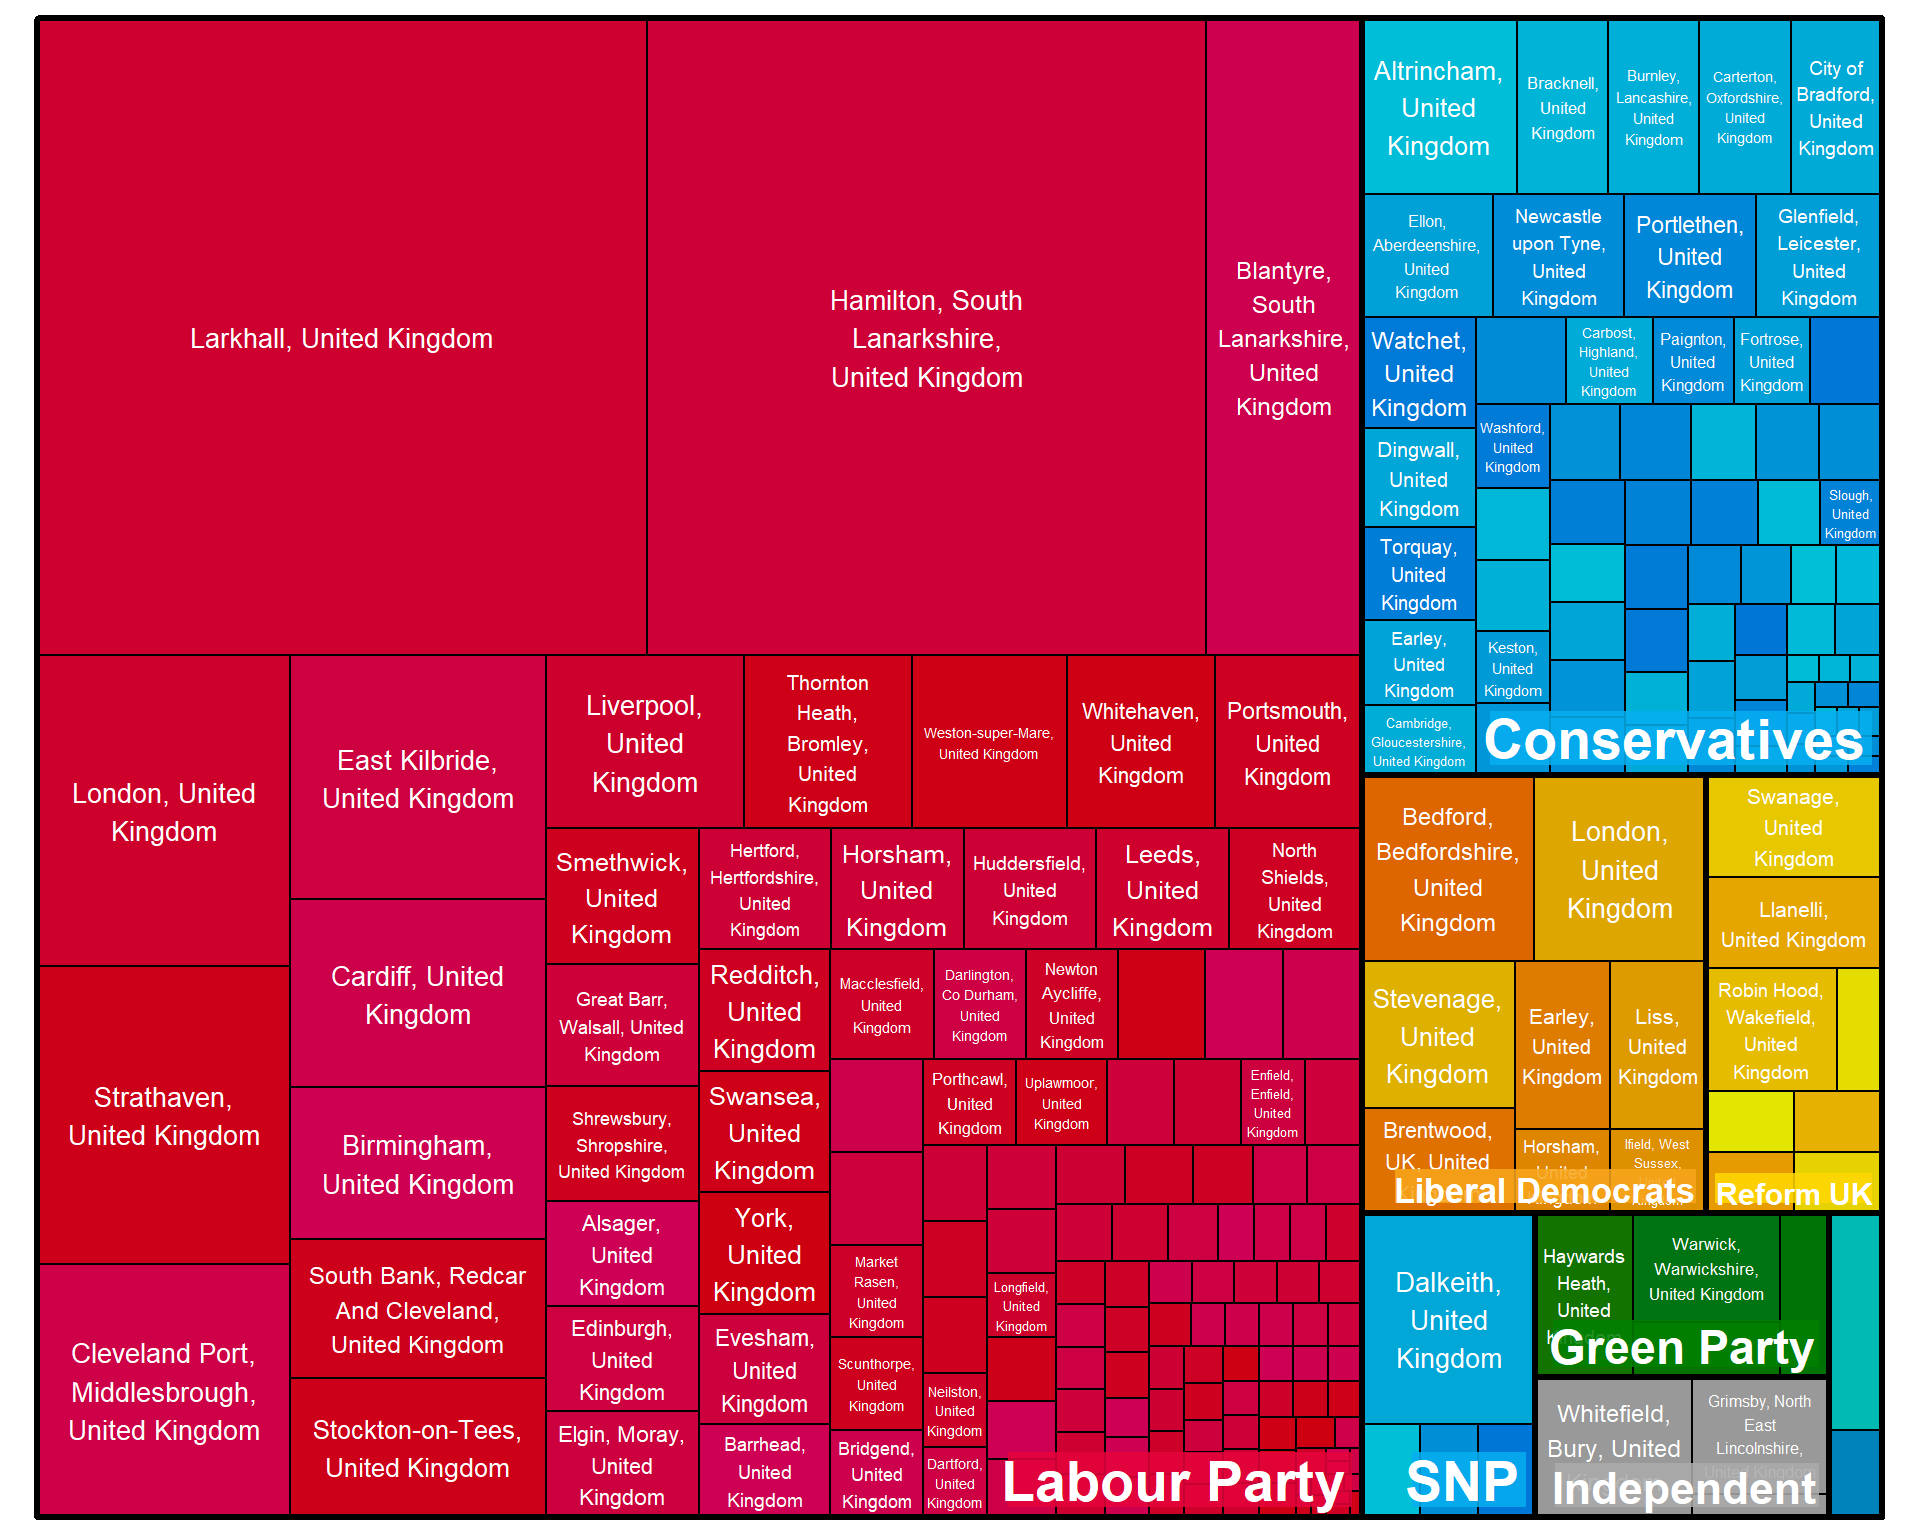 Larkhall, United Kingdom
Hamilton, South
Lanarkshire,
United Kingdom
Blantyre,
South
Lanarkshire,
United
Kingdom
London, United
Kingdom
Strathaven,
United Kingdom
Cleveland Port,
Middlesbrough,
United Kingdom
East Kilbride,
United Kingdom
Cardiff, United
Kingdom
Birmingham,
United Kingdom
South Bank, Redcar
And Cleveland,
United Kingdom
Stockton-on-Tees,
United Kingdom
Liverpool,
United
Kingdom
Thornton
Heath,
Bromley,
United
Kingdom
Weston-super-Mare,
United Kingdom
Whitehaven,
United
Kingdom
Portsmouth,
United
Kingdom
Smethwick,
United
Kingdom
Great Barr,
Walsall, United
Kingdom
Shrewsbury,
Shropshire,
United Kingdom
Alsager,
United
Kingdom
Edinburgh,
United
Kingdom
Elgin, Moray,
United
Kingdom
Hertford,
Hertfordshire,
United
Kingdom
Horsham,
United
Kingdom
Huddersfield,
United
Kingdom
Leeds,
United
Kingdom
North
Shields,
United
Kingdom
Redditch,
United
Kingdom
Swansea,
United
Kingdom
York,
United
Kingdom
Evesham,
United
Kingdom
Barrhead,
United
Kingdom
Macclesfield,
United
Kingdom
Darlington,
Co Durham,
United
Kingdom
Newton
Aycliffe,
United
Kingdom
Porthcawl,
United
Kingdom
Uplawmoor,
United
Kingdom
Enfield,
Enfield,
United
Kingdom
Market
Rasen,
United
Kingdom
Longfield,
United
Kingdom
Scunthorpe,
United
Kingdom
Neilston,
United
Kingdom
Bridgend,
United
Kingdom
Dartford,
United
Kingdom
Labour Party
Altrincham,
United
Kingdom
Bracknell,
United
Kingdom
Burnley,
Lancashire,
United
Kingdom
Carterton,
Oxfordshire,
United
Kingdom
City of
Bradford,
United
Kingdom
Ellon,
Aberdeenshire,
United
Kingdom
Newcastle
upon Tyne,
United
Kingdom
Portlethen,
United
Kingdom
Glenfield,
Leicester,
United
Kingdom
Watchet,
United
Kingdom
Carbost,
Highland,
United
Kingdom
Paignton,
United
Kingdom
Fortrose,
United
Kingdom
Dingwall,
United
Kingdom
Washford,
United
Kingdom
Slough,
United
Kingdom
Torquay,
United
Kingdom
Earley,
United
Kingdom
Keston,
United
Kingdom
Cambridge,
Gloucestershire,
United Kingdom
Conservatives
Bedford,
Bedfordshire,
United
Kingdom
London,
United
Kingdom
Stevenage,
United
Kingdom
Earley,
United
Kingdom
Liss,
United
Kingdom
Brentwood,
UK, United
Horsham,
United
Ifield, West
Sussex,
Liberal Democrats
Swanage,
United
Kingdom
Llanelli,
United Kingdom
Robin Hood,
Wakefield,
United
Kingdom
Reform UK
Dalkeith,
United
Kingdom
SNP
Haywards
Heath,
United
Warwick,
Warwickshire,
United Kingdom
Green Party
Whitefield,
Bury, United
Grimsby, North
East
Lincolnshire,
United Kingdom
Independent